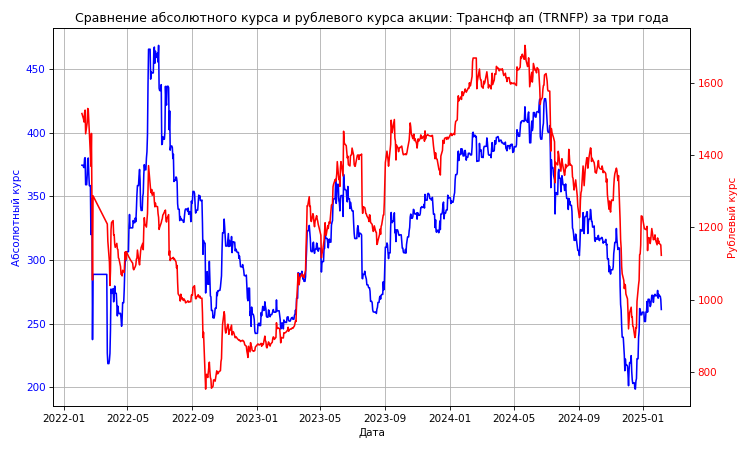 Сравнение абсолютного курса и рублевого курса акции: Транснф ап (TRNFP) за три года
450
400
350
300
250
200
Абсолютный курс
1600
1400
1200
1000
800
Рублевый курс
2022-01 2022-05 2022-09 2023-01 2023-05 2023-09 2024-01 2024-05 2024-09 2025-01
Дата